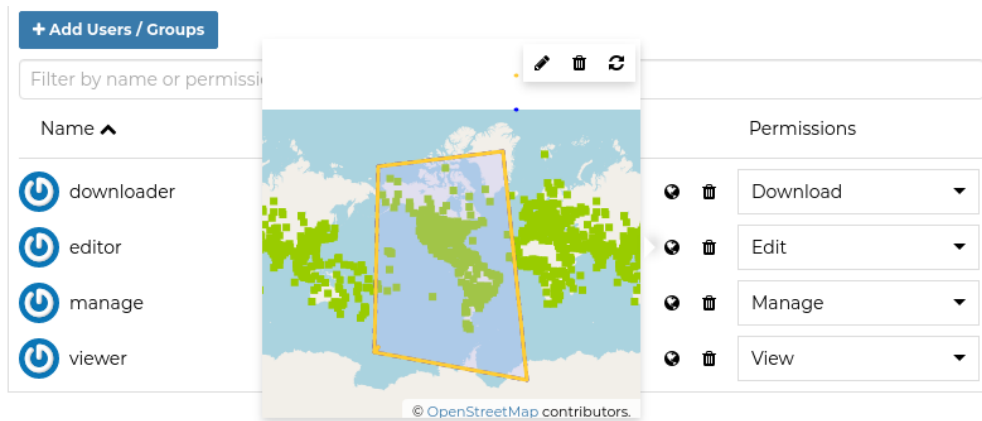 + Add Users / Groups
Filter by name or permissi
Name Permissions
downloader Download
editor Edit
manage Manage
viewer View
© OpenStreetMap contributors.